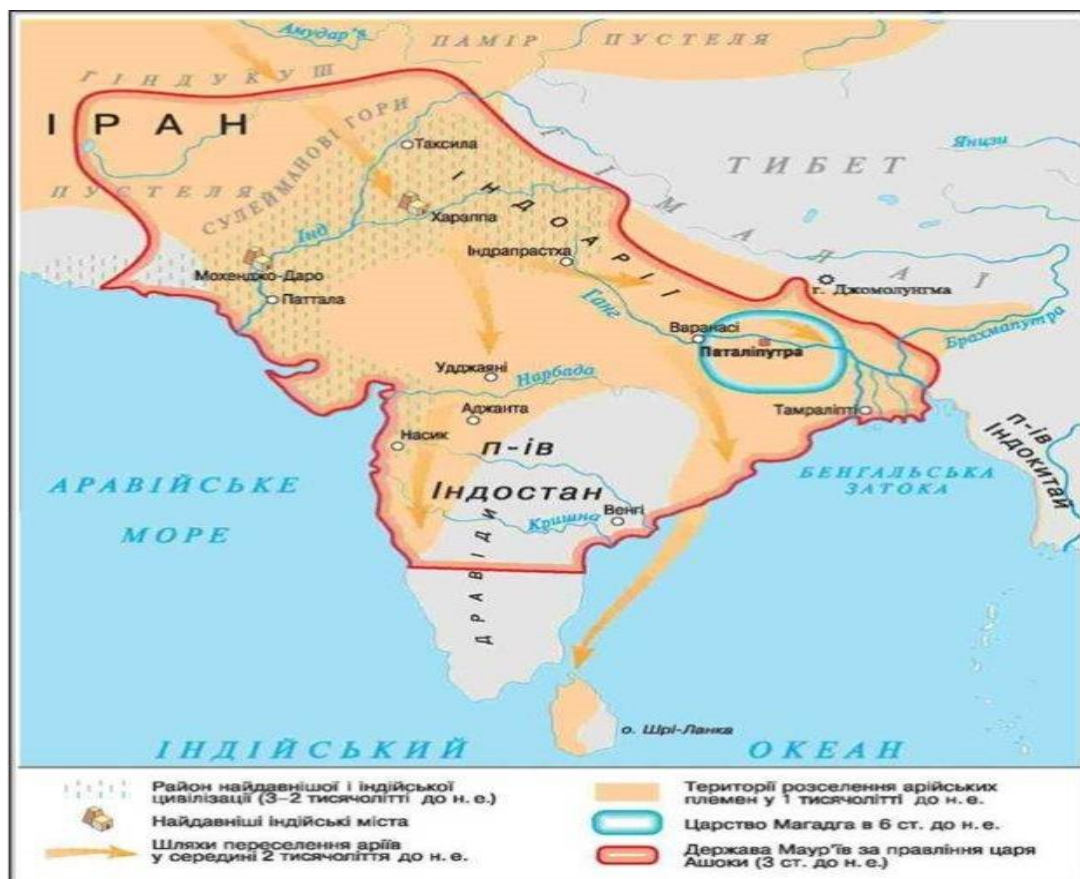 Амудар'я
ПАМІР
ПУСТЕЛЯ
ГІНДУКУШ
ІРАН
ПУСТЕЛЯ
СУЛЕЙМАНОВІ ГОРИ
Таксила
Янцзи
ТИБЕТ
ГІМАЛАЇ
ІНДОАРІЇ
Хараппа
Інд
Індрапрастха
Мохенджо-Даро
Паттала
г. Джомолунгма
Ганг
Варанасі
Паталіпутра
Брахмапутра
Удджаяні
Нарбада
Аджанта
Тамраліпті
Насик
п-ів
Індостан
п-ів
Індокитай
АРАВІЙСЬКЕ
МОРЕ
БЕНГАЛЬСЬКА
ЗАТОКА
Венгі
Кришна
ДРАВІДИ
о. Шрі-Ланка
ІНДІЙСЬКИЙ
ОКЕАН
Район найдавнішої і індійської
цивілізації (3–2 тисячолітті до н. е.)
Найдавніші індійські міста
Шляхи переселення аріїв
у середині 2 тисячоліття до н. е.
Території розселення арійських
племен у 1 тисячолітті до н. е.
Царство Магадга в 6 ст. до н. е.
Держава Маур'їв за правління царя
Ашоки (3 ст. до н. е.)